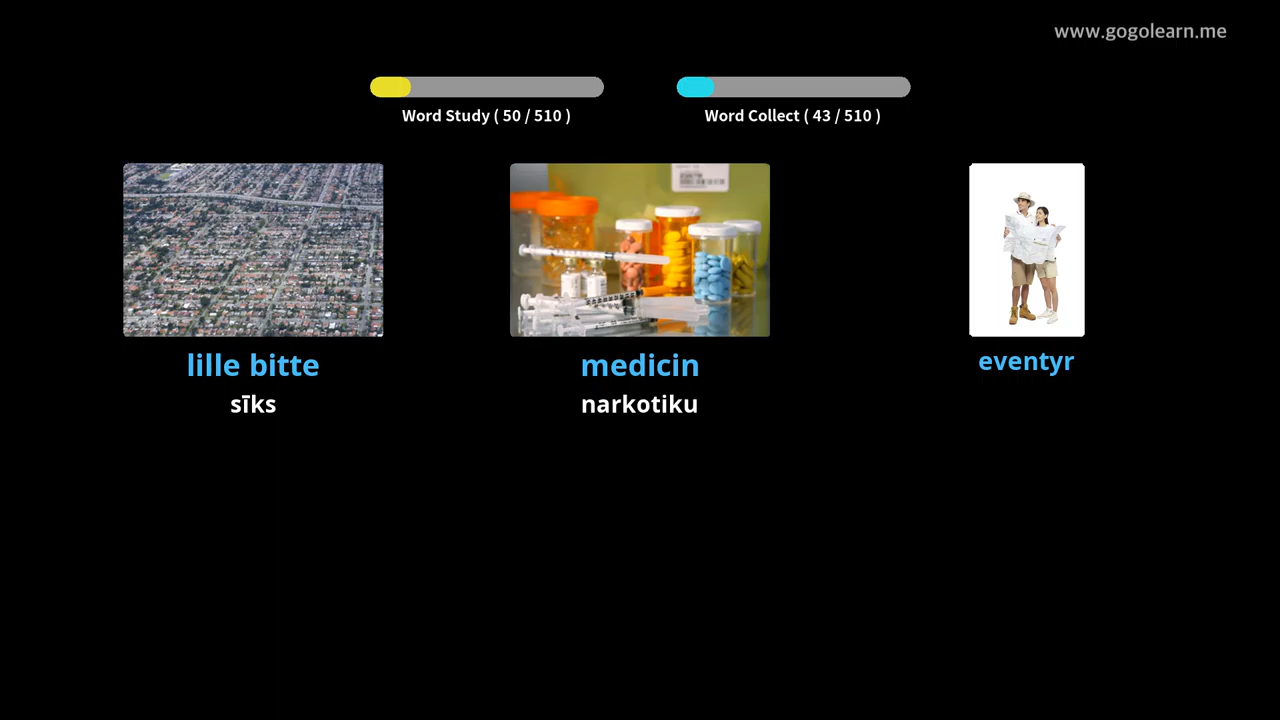 www.gogolearn.me
Word Study ( 50 / 510 )
Word Collect ( 43 / 510 )
lille bitte
medicin
eventyr
sīks
narkotiku